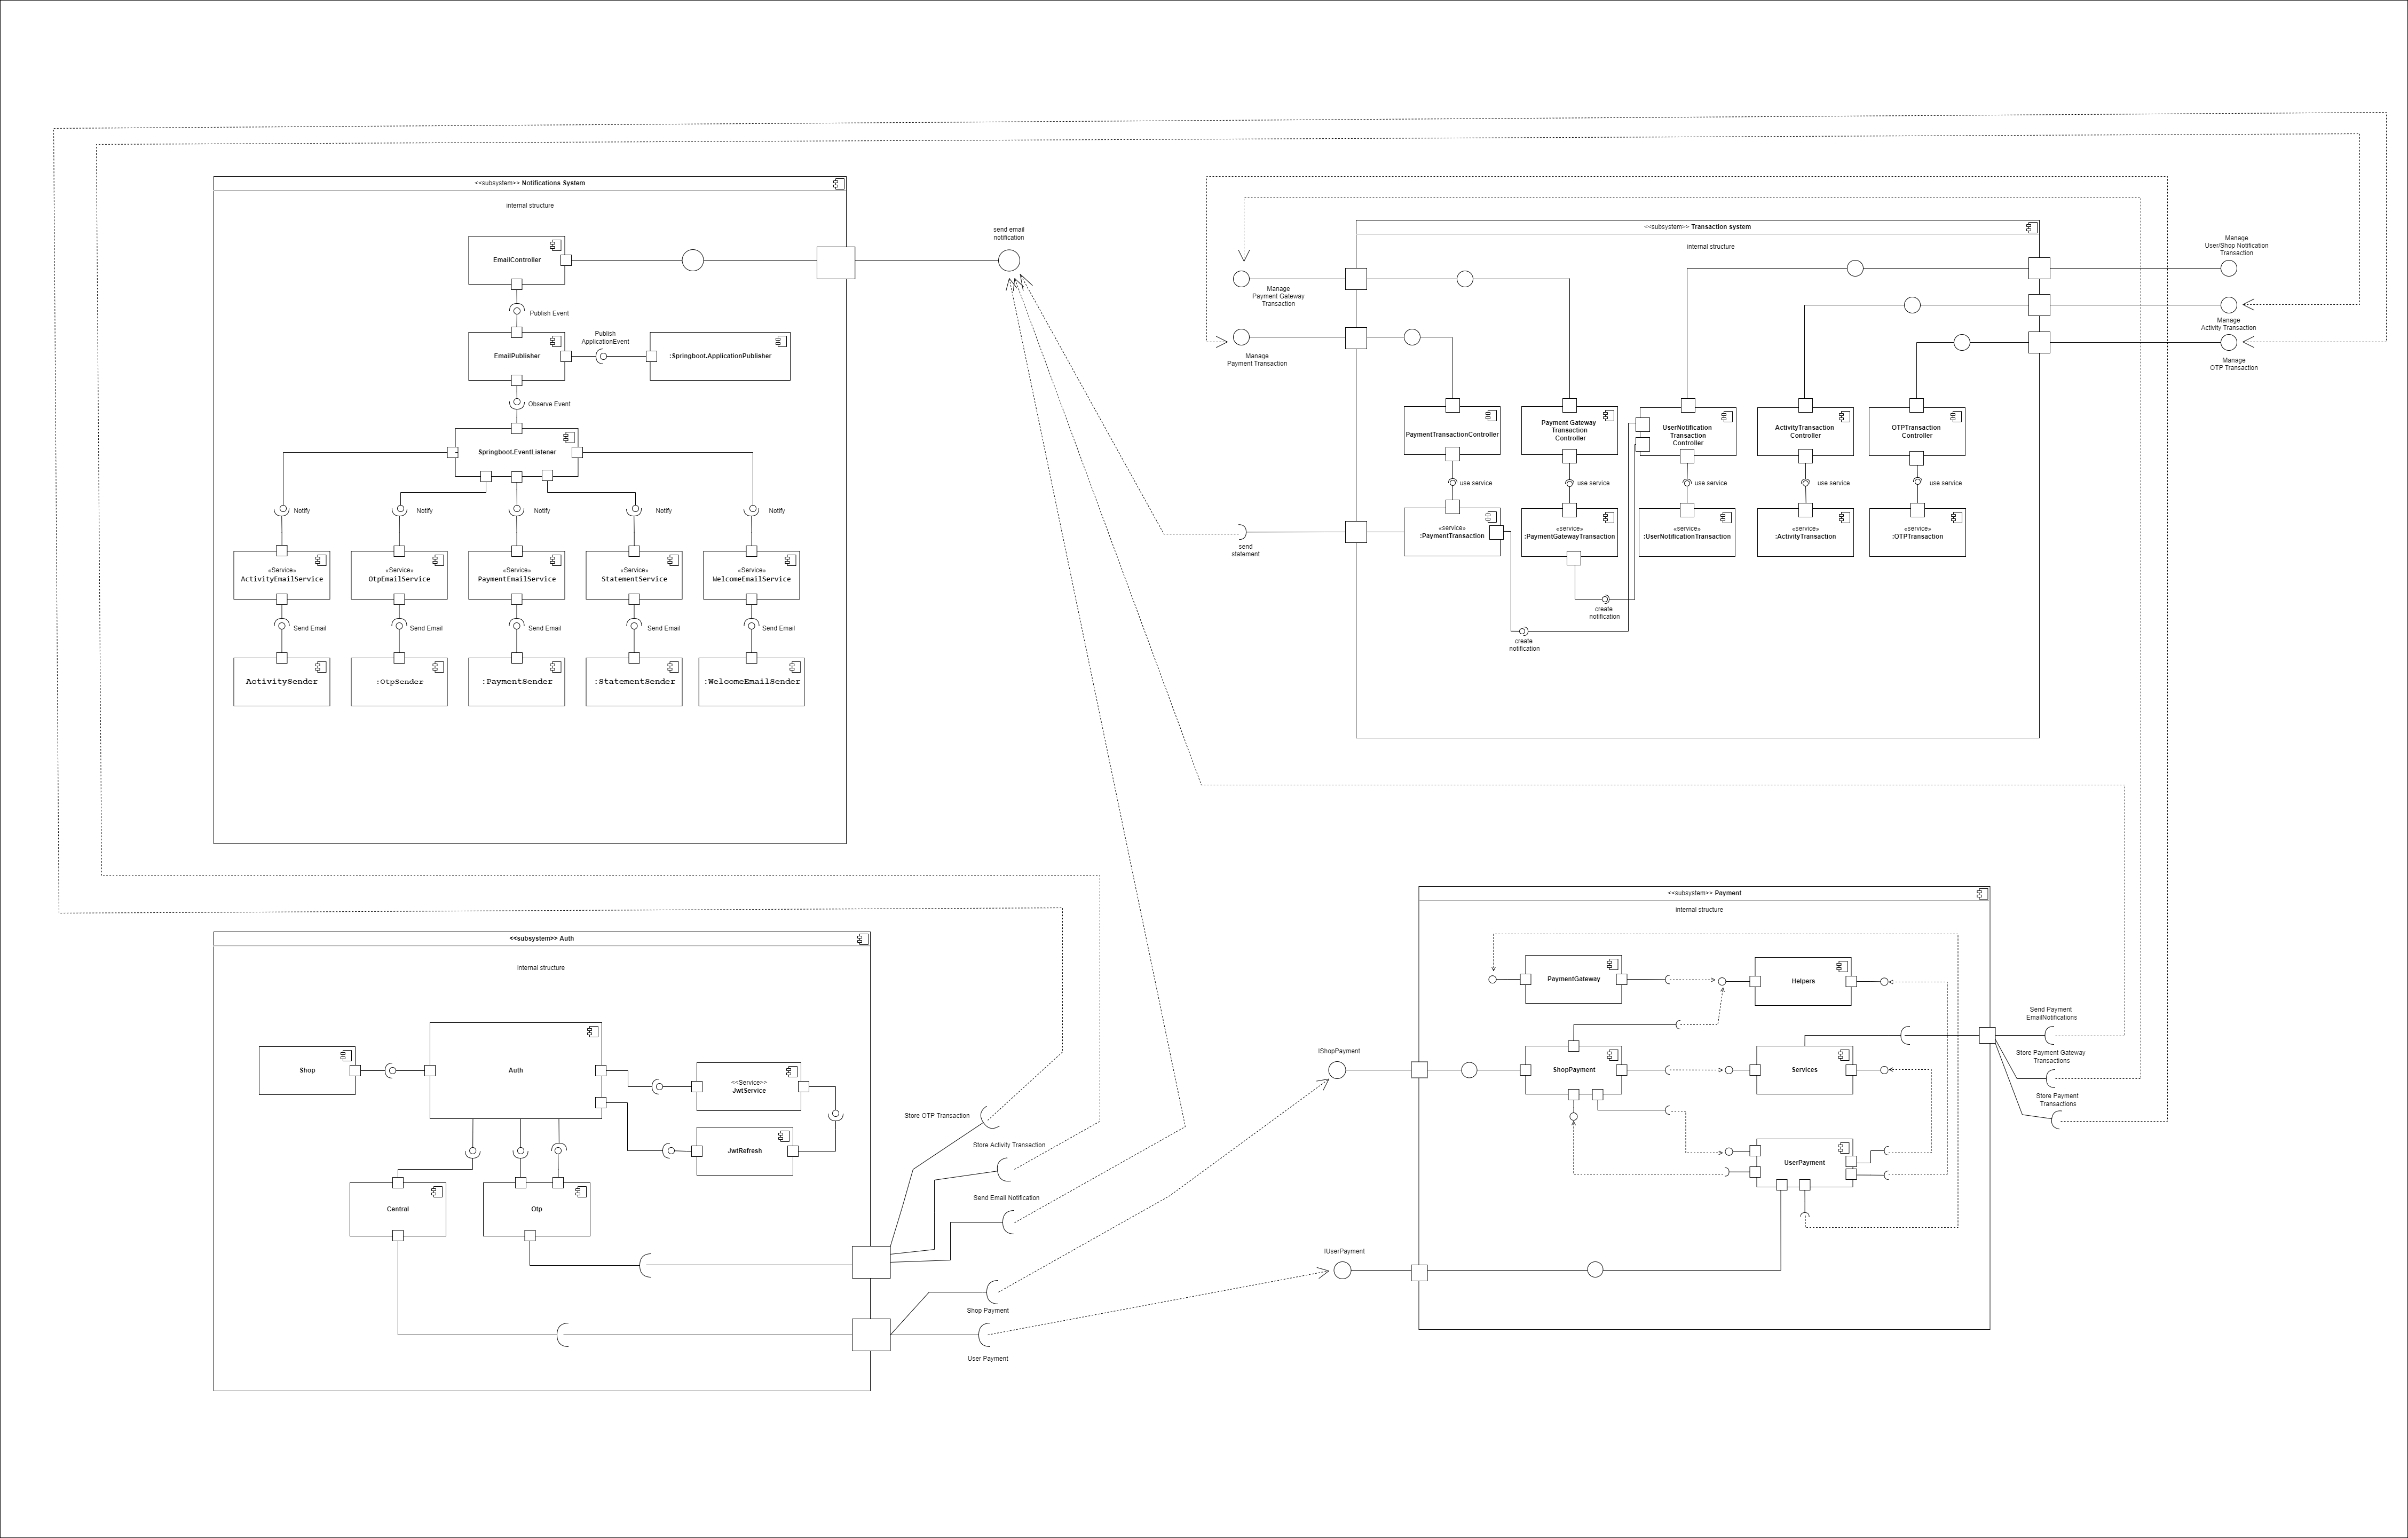 <<subsystem>> Notifications System
internal structure
EmailController
Publish Event
EmailPublisher
Publish
ApplicationEvent
:Springboot.ApplicationPublisher
Observe Event
Springboot.EventListener
Notify
Notify
Notify
Notify
Notify
«Service»
ActivityEmailService
«Service»
OtpEmailService
«Service»
PaymentEmailService
«Service»
StatementService
«Service»
WelcomeEmailService
Send Email
Send Email
Send Email
Send Email
Send Email
ActivitySender
:OtpSender
:PaymentSender
:StatementSender
:WelcomeEmailSender
send email
notification
<<subsystem>> Transaction system
internal structure
Manage
Payment Gateway
Transaction
Manage
Payment Transaction
Manage
User/Shop Notification
Transaction
Manage
Activity Transaction
Manage
OTP Transaction
PaymentTransactionController
Payment Gateway
Transaction
Controller
UserNotification
Transaction
Controller
ActivityTransaction
Controller
OTPTransaction
Controller
use service
use service
use service
use service
use service
«service»
:PaymentTransaction
«service»
:PaymentGatewayTransaction
«service»
:UserNotificationTransaction
«service»
:ActivityTransaction
«service»
:OTPTransaction
send
statement
create
notification
create
notification
<<subsystem>> Auth
internal structure
Shop
Auth
<<Service>>
JwtService
JwtRefresh
Central
Otp
Store OTP Transaction
Store Activity Transaction
Send Email Notification
Shop Payment
User Payment
<<subsystem>> Payment
internal structure
PaymentGateway
Helpers
IShopPayment
ShopPayment
Services
UserPayment
IUserPayment
Send Payment
EmailNotifications
Store Payment Gateway
Transactions
Store Payment
Transactions